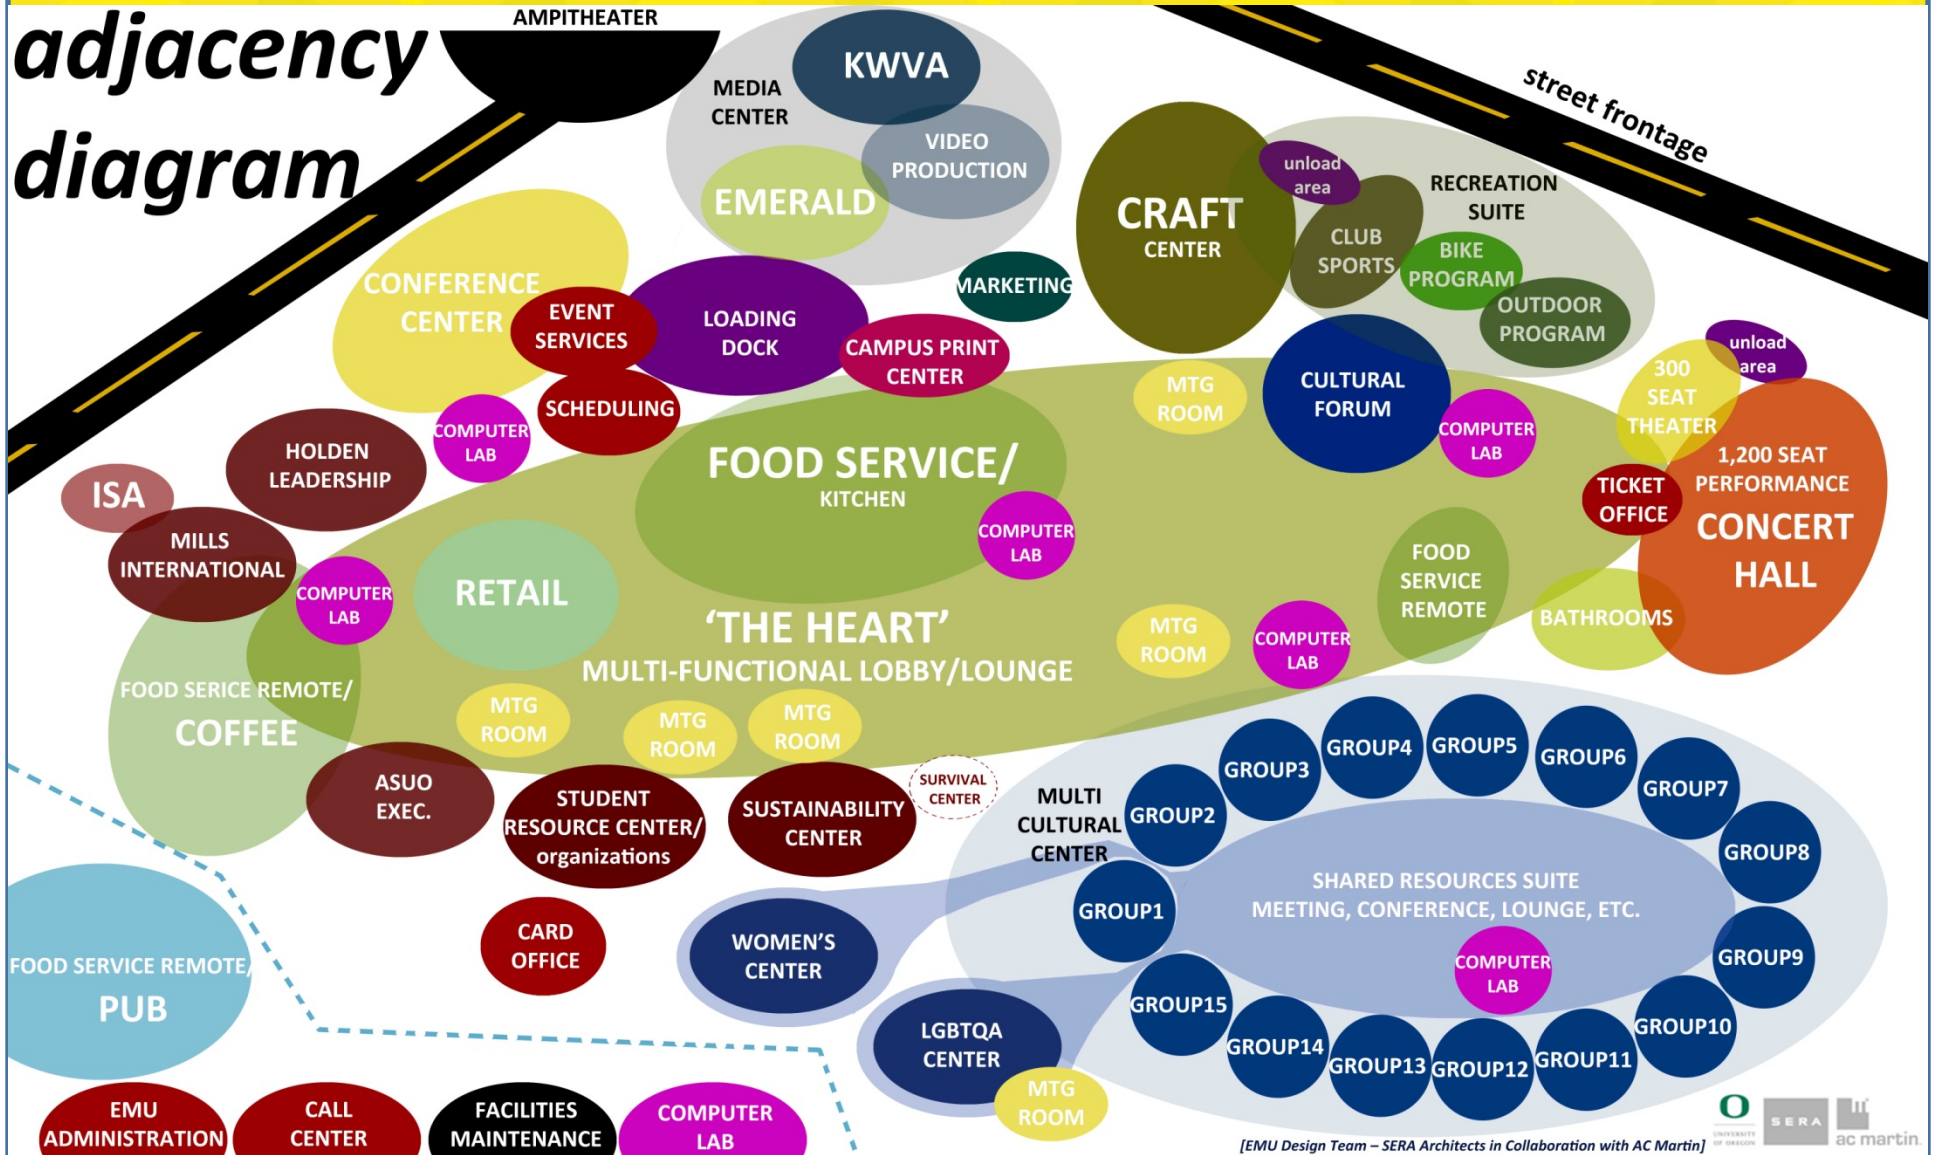 adjacency
diagram
AMPITHEATER
MEDIA
CENTER
KWVA
VIDEO
PRODUCTION
EMERALD
street frontage
CRAFT
CENTER
unload
area
RECREATION
SUITE
CLUB
SPORTS
BIKE
PROGRAM
OUTDOOR
PROGRAM
CONFERENCE
CENTER
EVENT
SERVICES
LOADING
DOCK
MARKETING
CAMPUS PRINT
CENTER
SCHEDULING
COMPUTER
LAB
HOLDEN
LEADERSHIP
ISA
MILLS
INTERNATIONAL
COMPUTER
LAB
RETAIL
FOOD SERVICE/
KITCHEN
COMPUTER
LAB
MTG
ROOM
CULTURAL
FORUM
COMPUTER
LAB
unload
area
300
SEAT
THEATER
1,200 SEAT
PERFORMANCE
CONCERT
HALL
TICKET
OFFICE
FOOD
SERVICE
REMOTE
BATHROOMS
'THE HEART'
MULTI-FUNCTIONAL LOBBY/LOUNGE
MTG
ROOM
COMPUTER
LAB
FOOD SERICE REMOTE/
COFFEE
MTG
ROOM
MTG
ROOM
MTG
ROOM
ASUO
EXEC.
STUDENT
RESOURCE CENTER/
organizations
SUSTAINABILITY
CENTER
SURVIVAL
CENTER
CARD
OFFICE
WOMEN'S
CENTER
LGBTQA
CENTER
MTG
ROOM
MULTI
CULTURAL
CENTER
GROUP1
GROUP2
GROUP3
GROUP4
GROUP5
GROUP6
GROUP7
GROUP8
GROUP9
GROUP10
GROUP11
GROUP12
GROUP13
GROUP14
GROUP15
SHARED RESOURCES SUITE
MEETING, CONFERENCE, LOUNGE, ETC.
COMPUTER
LAB
FOOD SERVICE REMOTE/
PUB
EMU
ADMINISTRATION
CALL
CENTER
FACILITIES
MAINTENANCE
COMPUTER
LAB
O
UNIVERSITY
OF OREGON
SERA
ac martin.
[EMU Design Team – SERA Architects in Collaboration with AC Martin]